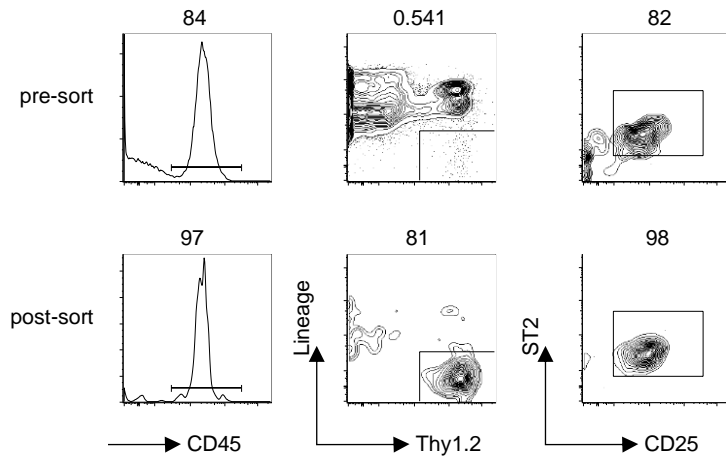 84 0.541 82
pre-sort
97 81 98
post-sort
Lineage
ST2
CD45 Thy1.2 CD25